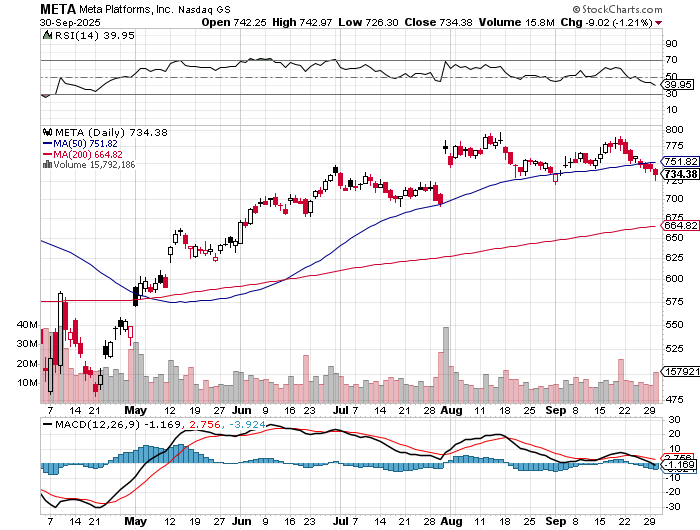 META Meta Platforms, Inc. Nasdaq GS
© StockCharts.com
30-Sep-2025
Open 742.25 High 742.97 Low 726.30 Close 734.38 Volume 15.8M Chg -9.02 (-1.21%)
RSI(14) 39.95
90
70
50
39.95
30
10
META (Daily) 734.38
MA(50) 751.82
MA(200) 664.82
Volume 15,792,186
800
775
751.82
734.38
725
700
675
664.82
650
625
600
575
550
525
475
40M
30M
20M
10M
500
157921
7 14 21 May 12 19 27 Jun 9 16 23 Jul 7 14 21 28 Aug 11 18 25 Sep 8 15 22 29
MACD(12,26,9) -1.169, 2.756, -3.924
30
20
10
2.756
-1.169
-10
-20
-30
7 14 21 May 12 19 27 Jun 9 16 23 Jul 7 14 21 28 Aug 11 18 25 Sep 8 15 22 29